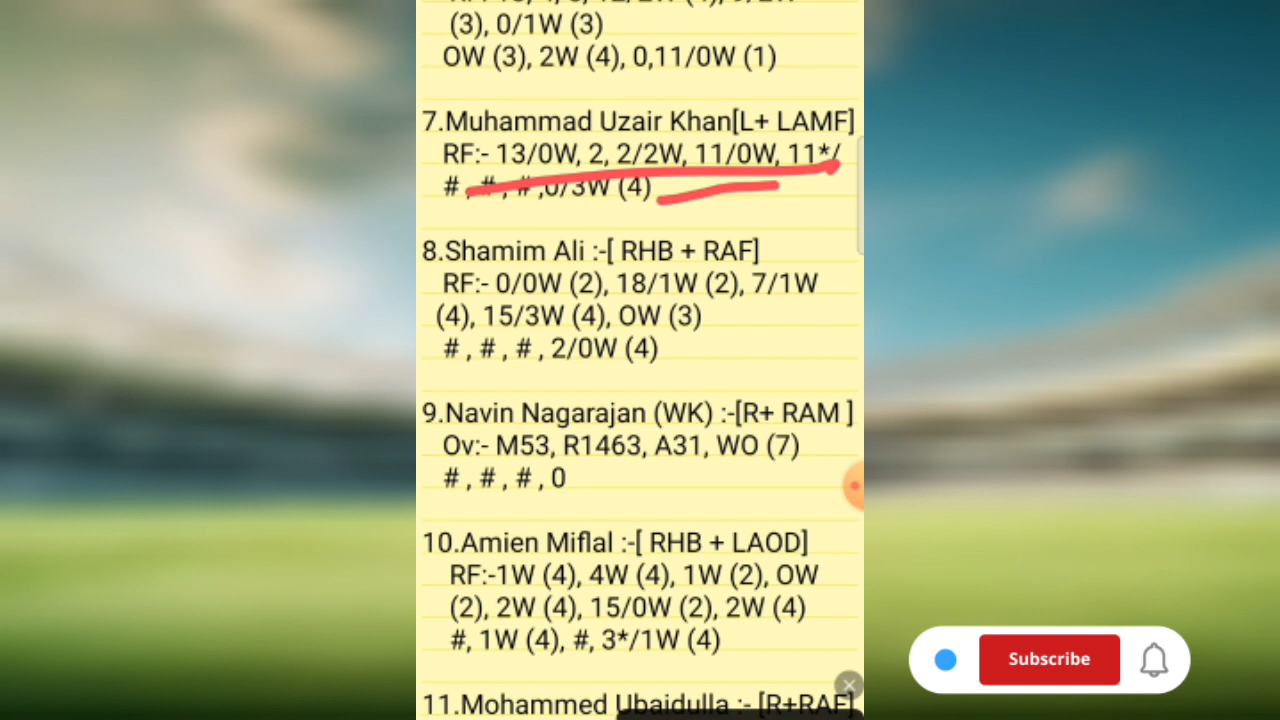 (3), 0/1W (3)
OW (3), 2W (4), 0,11/0W (1)
7.Muhammad Uzair Khan[L+ LAMF]
RF:- 13/0W, 2, 2/2W, 11/0W, 11*/
# , # , # ,0/3W (4)
8.Shamim Ali :-[ RHB + RAF]
RF:- 0/0W (2), 18/1W (2), 7/1W
(4), 15/3W (4), OW (3)
# , # , # , 2/0W (4)
9.Navin Nagarajan (WK) :-[R+ RAM ]
Ov:- M53, R1463, A31, WO (7)
# , # , # , 0
10.Amien Miflal :-[ RHB + LAOD]
RF:-1W (4), 4W (4), 1W (2), OW
(2), 2W (4), 15/0W (2), 2W (4)
#, 1W (4), #, 3*/1W (4)
11.Mohammed Ubaidulla :- [R+RAF]
Subscribe